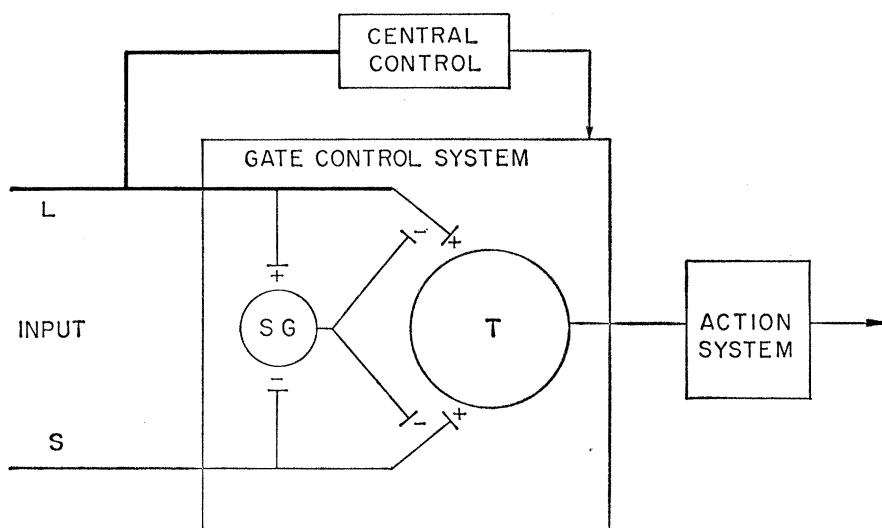 CENTRAL
CONTROL
GATE CONTROL SYSTEM
L
-
+
+
INPUT
SG
T
ACTION
SYSTEM
-
-
+
S